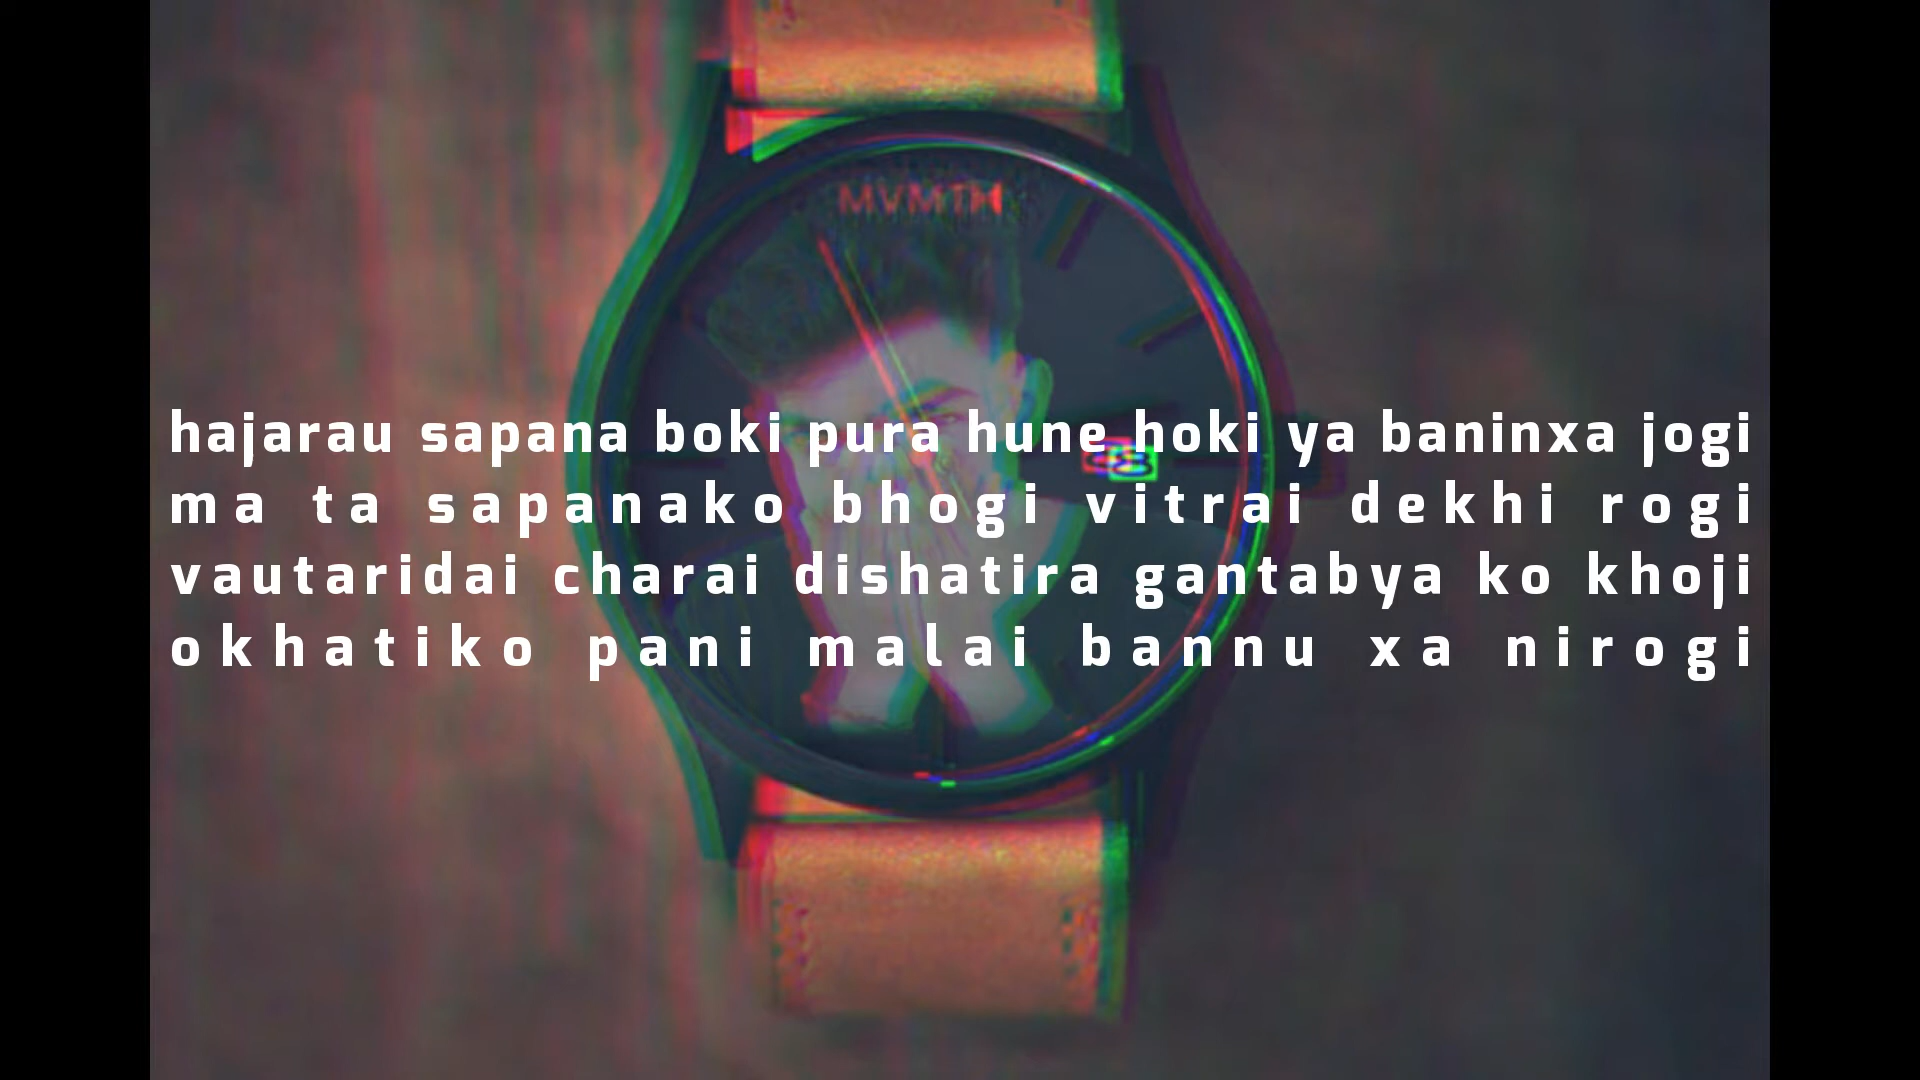 MVMTH
hajarau sapana boki pura hune hoki ya baninxa jogi
ma ta sapanako bhogi vitrai dekhi rogi
vautaridai charai dishatira gantabya ko khoji
okhatiko pani malai bannu xa nirogi